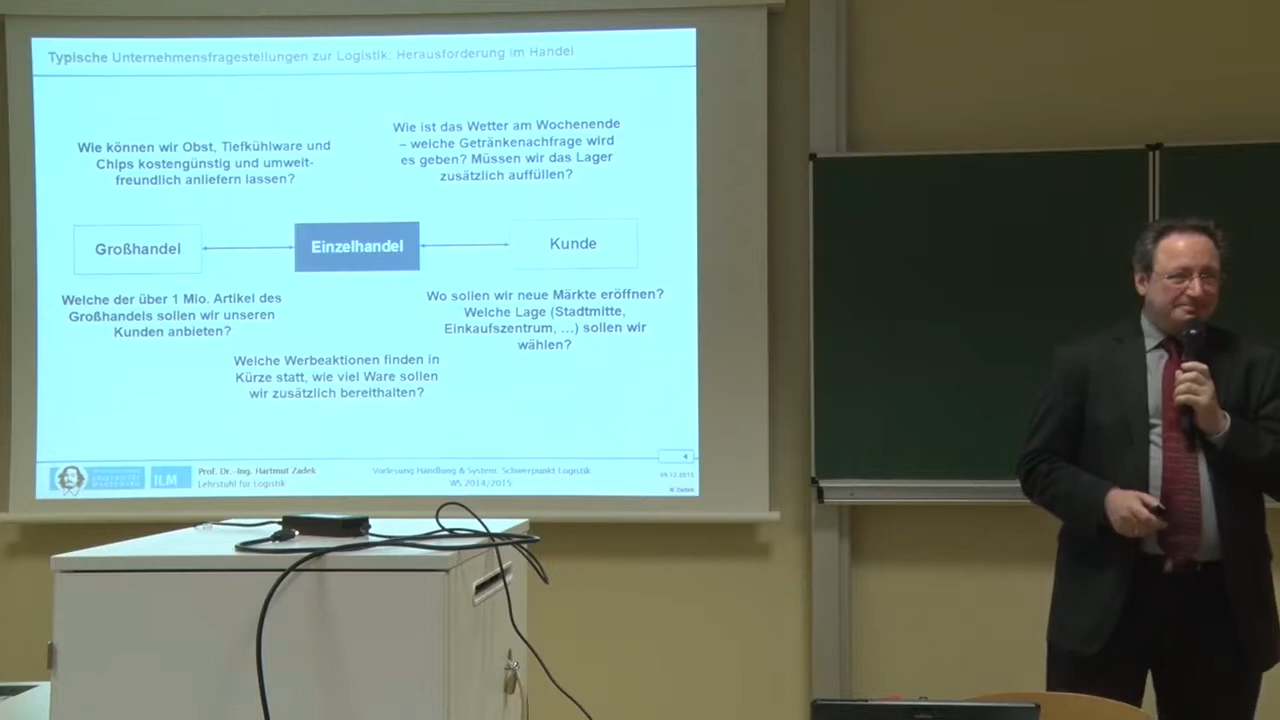 Typische Unternehmensfragestellungen zur Logistik: Herausforderung im Handel
Wie können wir Obst, Tiefkühlware und
Chips kostengünstig und umwelt-
freundlich anliefern lassen?
Wie ist das Wetter am Wochenende
– welche Getränkenachfrage wird
es geben? Müssen wir das Lager
zusätzlich auffüllen?
Großhandel
Einzelhandel
Kunde
Welche der über 1 Mio. Artikel des
Großhandels sollen wir unseren
Kunden anbieten?
Wo sollen wir neue Märkte eröffnen?
Welche Lage (Stadtmitte,
Einkaufszentrum, …) sollen wir
wählen?
Welche Werbeaktionen finden in
Kürze statt, wie viel Ware sollen
wir zusätzlich bereithalten?
ILM
Prof. Dr.-Ing. Hartmut Zadek
Lehrstuhl für Logistik
Vorlesung Handlung & System, Schwerpunkt Logistik
WS 2014/2015
4
© Zadek